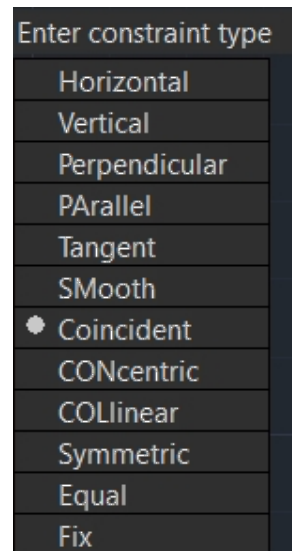 Enter constraint type
Horizontal
Vertical
Perpendicular
PArallel
Tangent
SMooth
Coincident
CONcentric
COLlinear
Symmetric
Equal
Fix